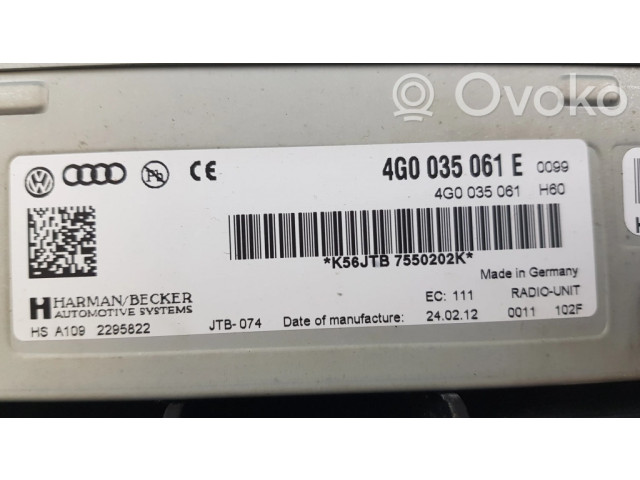 Ovoko
4G0 035 061 E 0099
4G0 035 061 H60
*K56JTB 7550202K*
Made in Germany
HARMAN/BECKER
AUTOMOTIVE SYSTEMS
EC: 111 RADIO-UNIT
HS A109 2295822 JTB-074 Date of manufacture: 24.02.12 0011 102F